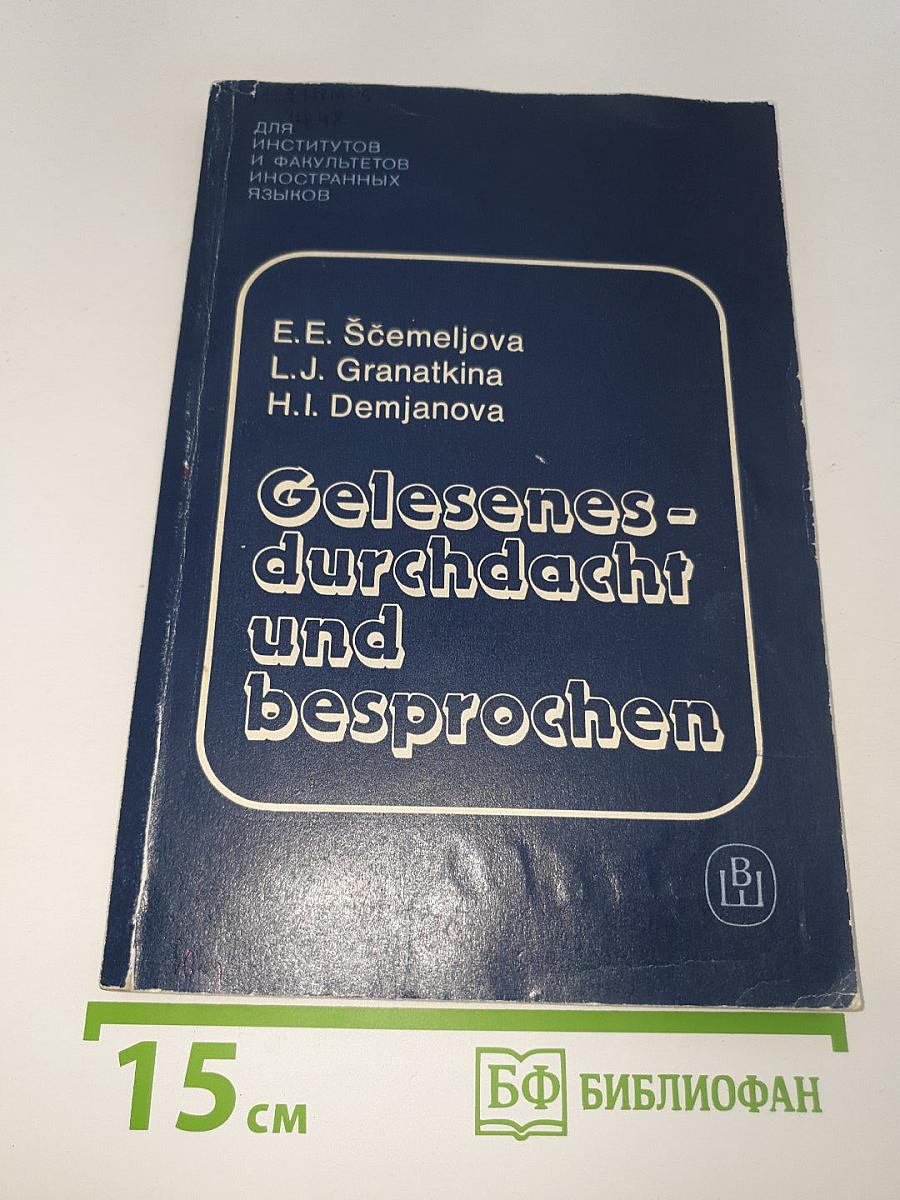 ДЛЯ
ИНСТИТУТОВ
И ФАКУЛЬТЕТОВ
ИНОСТРАННЫХ
ЯЗЫКОВ
E.E. Ščemeljova
L.J. Granatkina
H.I. Demjanova
Gelesenes-
durchdacht
und
besprochen
ВШ
15 см
БФ БИБЛИОФАН